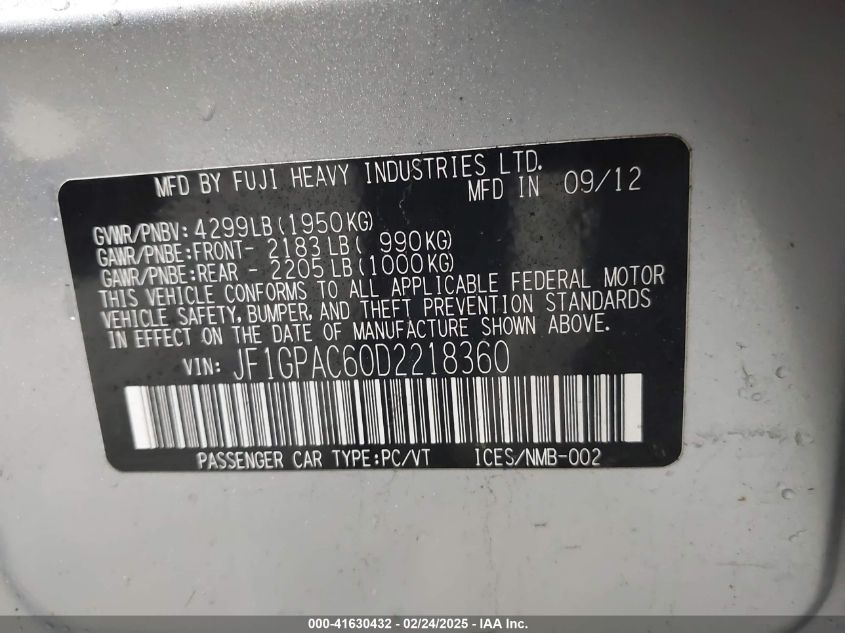 MFD BY FUJI HEAVY INDUSTRIES LTD.
MFD IN 09/12
GVWR/PNBV: 4299LB (1950KG)
GAWR/PNBE: FRONT- 2183 LB ( 990KG)
GAWR/PNBE: REAR - 2205 LB (1000KG)
THIS VEHICLE CONFORMS TO ALL APPLICABLE FEDERAL MOTOR
VEHICLE SAFETY, BUMPER, AND THEFT PREVENTION STANDARDS
IN EFFECT ON THE DATE OF MANUFACTURE SHOWN ABOVE.
VIN: JF1GPAC60D2218360
PASSENGER CAR TYPE:PC/VT ICES/NMB-002
000-41630432 - 02/24/2025 - IAA Inc.